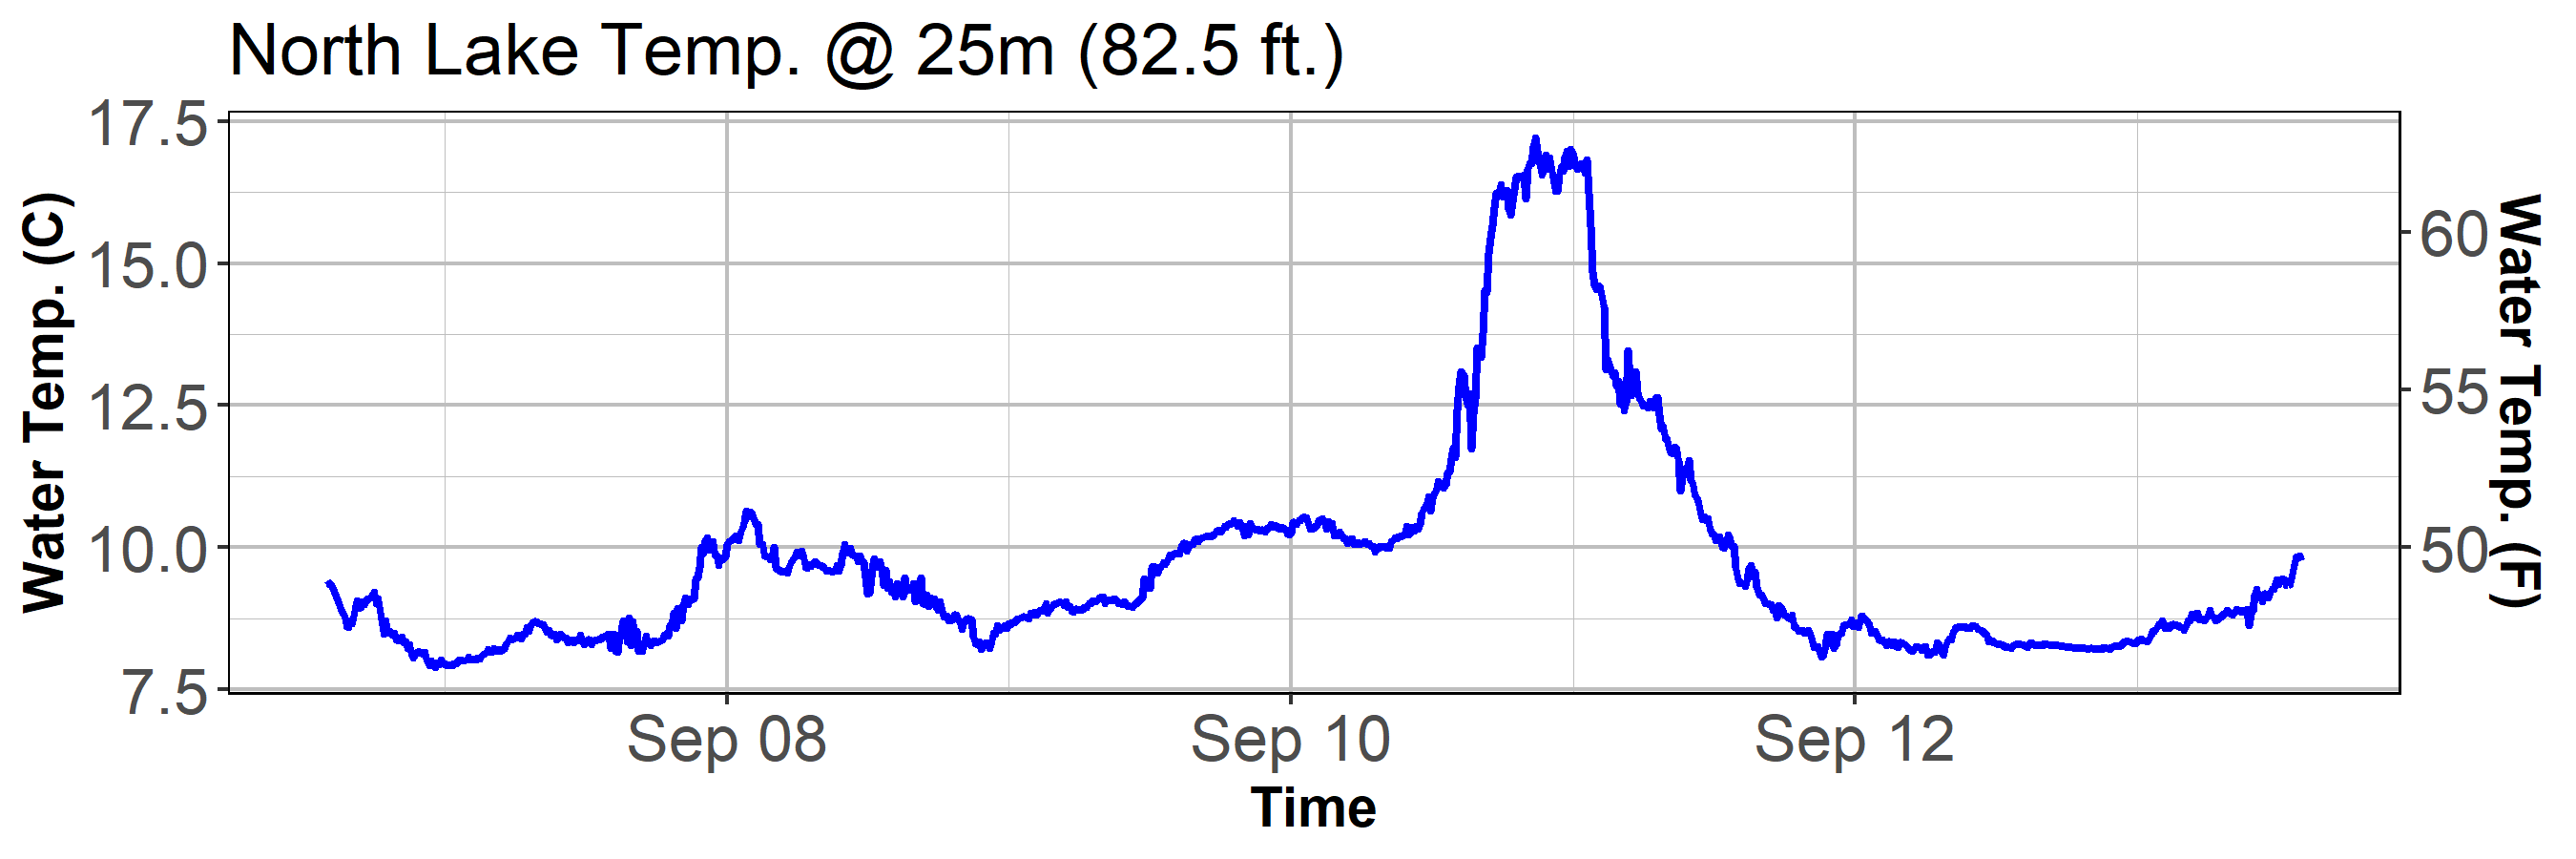 North Lake Temp. @ 25m (82.5 ft.)
Water Temp. (C)
17.5
15.0
12.5
10.0
7.5
60
55
50
Water Temp. (F)
Sep 08
Sep 10
Sep 12
Time